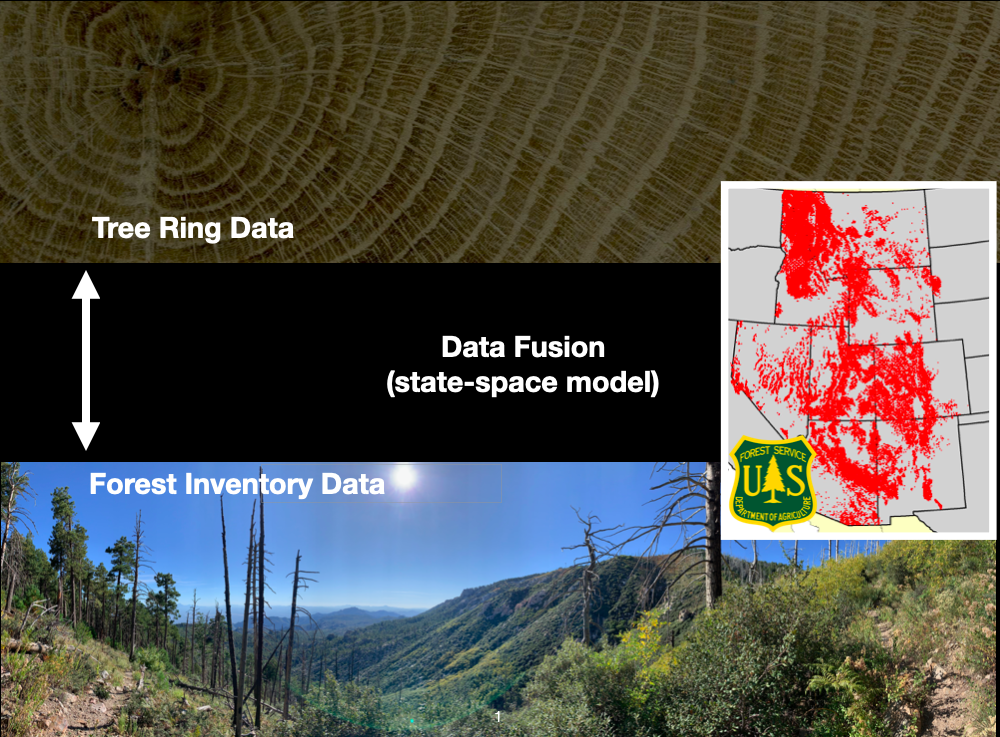 Tree Ring Data
Data Fusion
(state-space model)
FOREST SERVICE
U S
DEPARTMENT OF AGRICULTURE
Forest Inventory Data
1